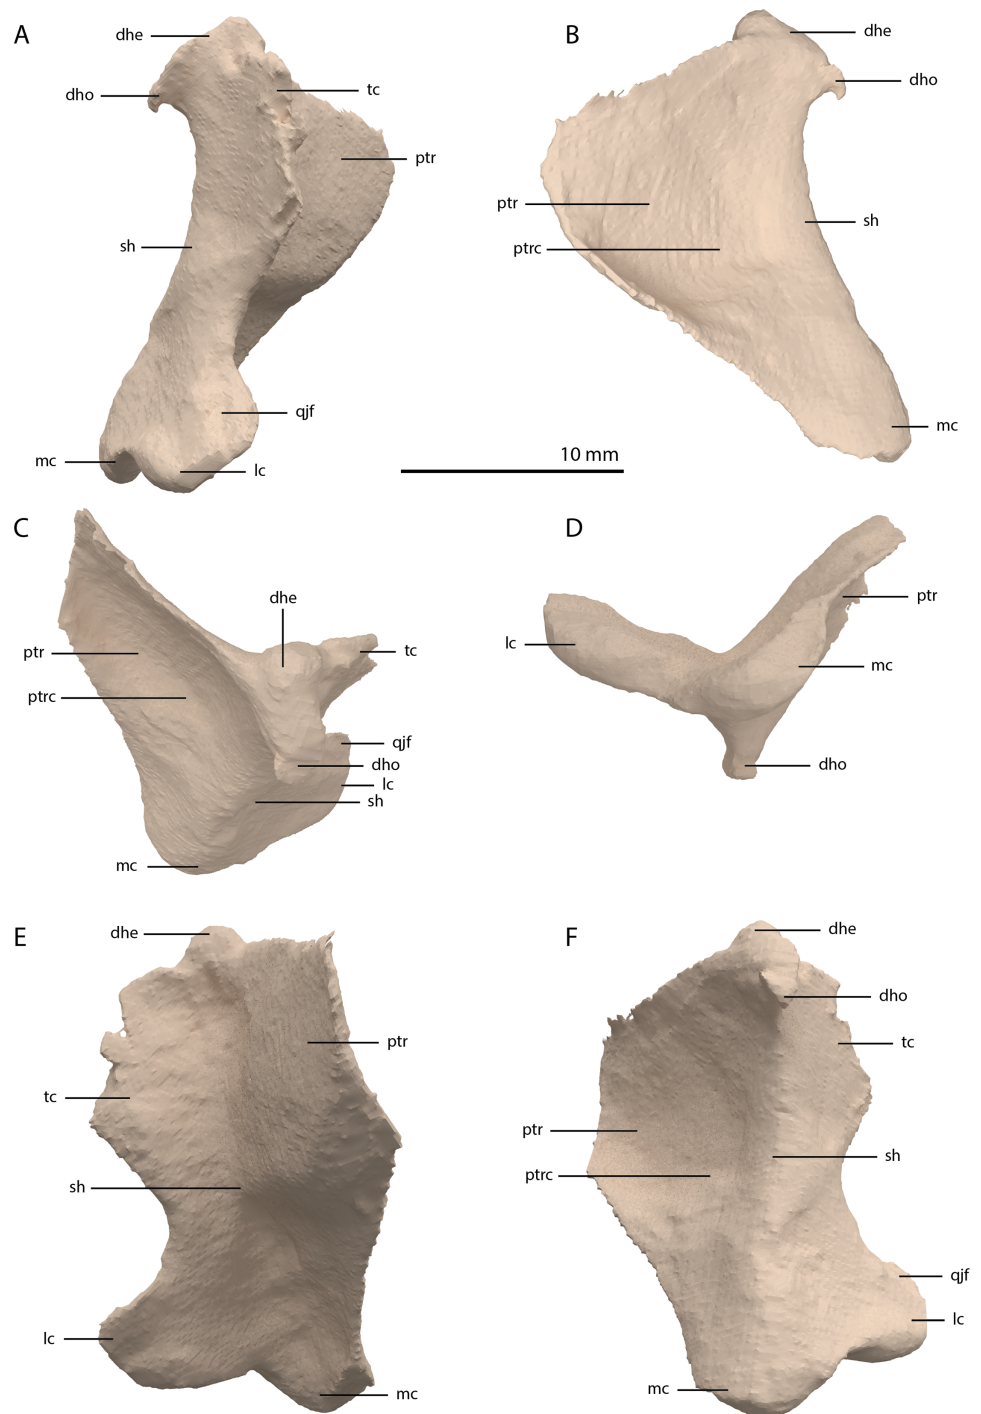 A
dhe
dho
tc
ptr
sh
qjf
mc
lc
B
dhe
dho
ptr
sh
ptrc
mc
10 mm
C
dhe
ptr
tc
ptrc
qjf
dho
lc
sh
mc
D
ptr
lc
mc
dho
E
dhe
ptr
tc
sh
lc
mc
F
dhe
dho
tc
ptr
sh
ptrc
qjf
lc
mc